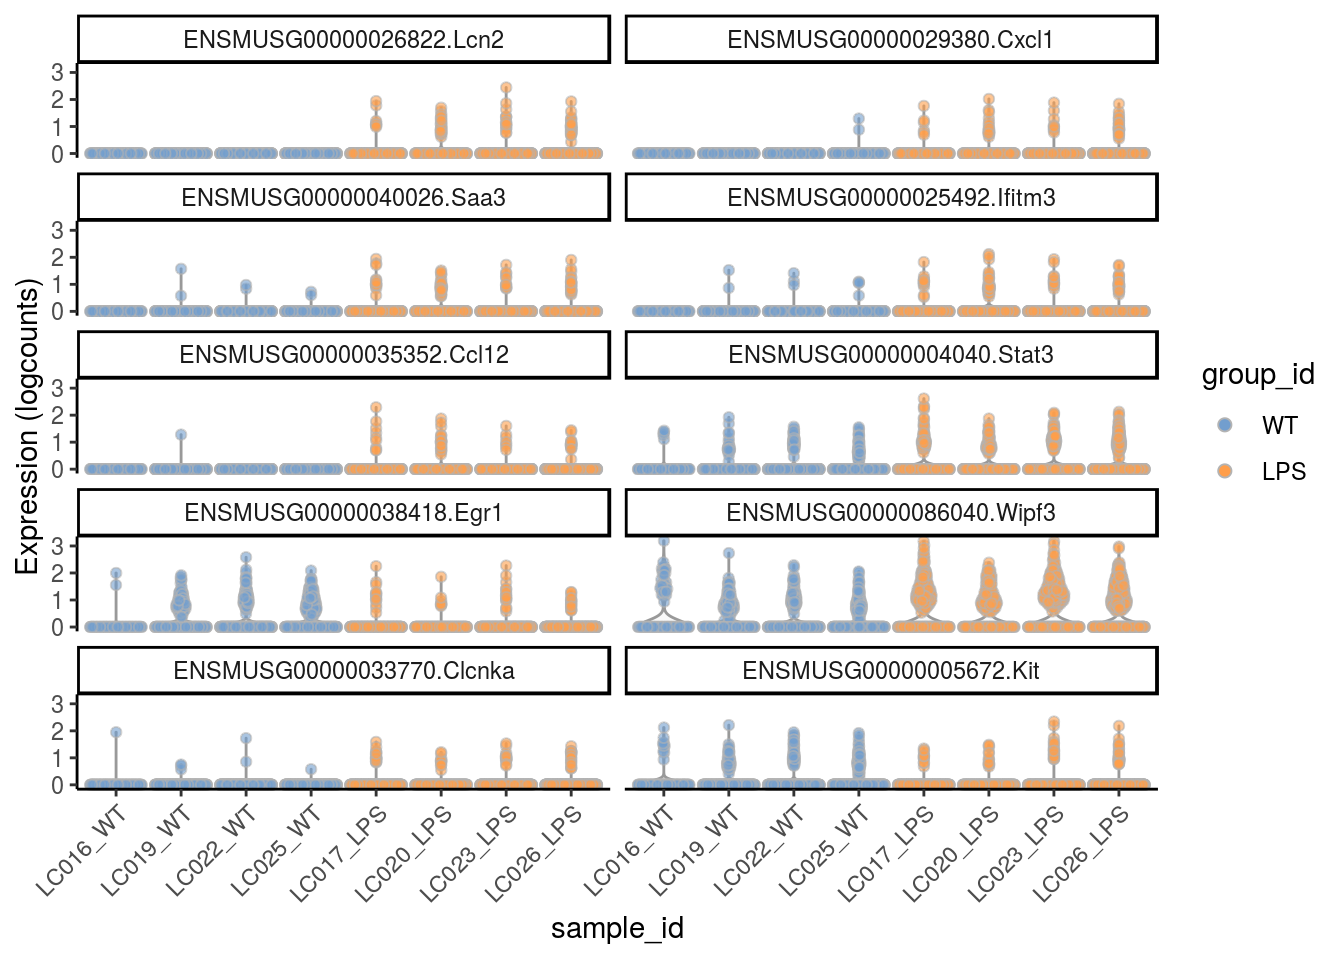 ENSMUSG00000026822.Lcn2
ENSMUSG00000029380.Cxcl1
3
2
1
0
ENSMUSG00000040026.Saa3
ENSMUSG00000025492.Ifitm3
3
2
1
0
ENSMUSG00000035352.Ccl12
ENSMUSG00000004040.Stat3
3
2
1
0
ENSMUSG00000038418.Egr1
ENSMUSG00000086040.Wipf3
3
2
1
0
ENSMUSG00000033770.Clcnka
ENSMUSG00000005672.Kit
3
2
1
0
Expression (logcounts)
LC016_WT
LC019_WT
LC022_WT
LC025_WT
LC017_LPS
LC020_LPS
LC023_LPS
LC026_LPS
LC016_WT
LC019_WT
LC022_WT
LC025_WT
LC017_LPS
LC020_LPS
LC023_LPS
LC026_LPS
sample_id
group_id
WT
LPS